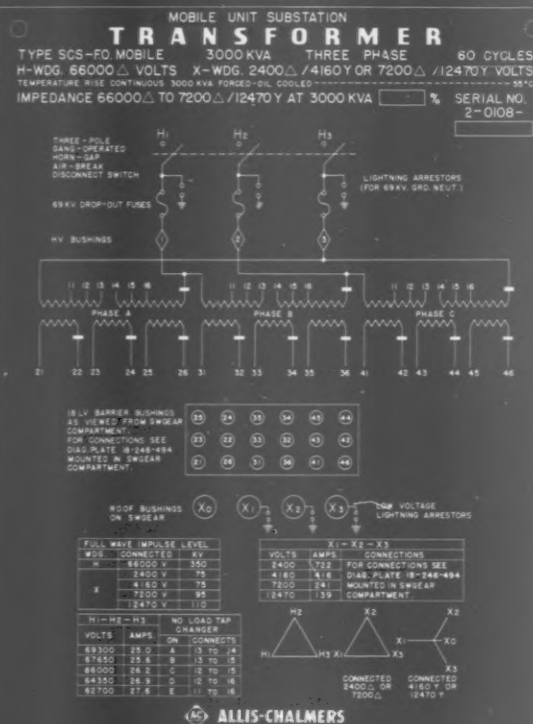 MOBILE UNIT SUBSTATION
TRANSFORMER
TYPE SCS-FO. MOBILE 3000 KVA THREE PHASE 60 CYCLES
H-WDG. 66000△ VOLTS X-WDG. 2400△/4160Y OR 7200△/12470Y VOLTS
TEMPERATURE RISE CONTINUOUS 3000 KVA FORCED-OIL COOLED 55°C
IMPEDANCE 66000△ TO 7200△/12470Y AT 3000 KVA % SERIAL NO.
2-0108-
H1 H2 H3
THREE-POLE
GANG-OPERATED
HORN-GAP
AIR-BREAK
DISCONNECT SWITCH
LIGHTNING ARRESTORS
(FOR 69KV. GRD. NEUT.)
69KV. DROP-OUT FUSES
HV BUSHINGS
1 2 3
11 12 13 14 15 16 11 12 13 14 15 16 11 12 13 14 15 16
PHASE A PHASE B PHASE C
21 22 23 24 25 26 31 32 33 34 35 36 41 42 43 44 45 46
18 LV BARRIER BUSHINGS
AS VIEWED FROM SWGEAR
COMPARTMENT.
FOR CONNECTIONS SEE
DIAG. PLATE 18-246-494
MOUNTED IN SWGEAR
COMPARTMENT.
25 24 35 34 45 44
23 22 33 32 43 42
21 26 31 36 41 46
ROOF BUSHINGS
ON SWGEAR
X0 X1 X2 X3
LOW VOLTAGE
LIGHTNING ARRESTORS
FULL WAVE IMPULSE LEVEL
WDG. CONNECTED KV
H 66000 V 350
X
2400 V 75
4160 V 75
7200 V 95
12470 V 110
X1-X2-X3
VOLTS AMPS. CONNECTIONS
2400 722 FOR CONNECTIONS SEE
4160 416 DIAG. PLATE 18-246-494
7200 241 MOUNTED IN SWGEAR
12470 139 COMPARTMENT.
H1-H2-H3 NO LOAD TAP CHANGER
VOLTS AMPS. ON CONNECTS
69300 25.0 A 13 TO 14
67650 25.6 B 13 TO 15
66000 26.2 C 12 TO 15
64350 26.9 D 12 TO 16
62700 27.6 E 11 TO 16
H2 X2 X2
H1 H3 X1 X3 X1 X0 X3
CONNECTED
2400△ OR
7200△
CONNECTED
4160Y OR
12470Y
AC ALLIS-CHALMERS